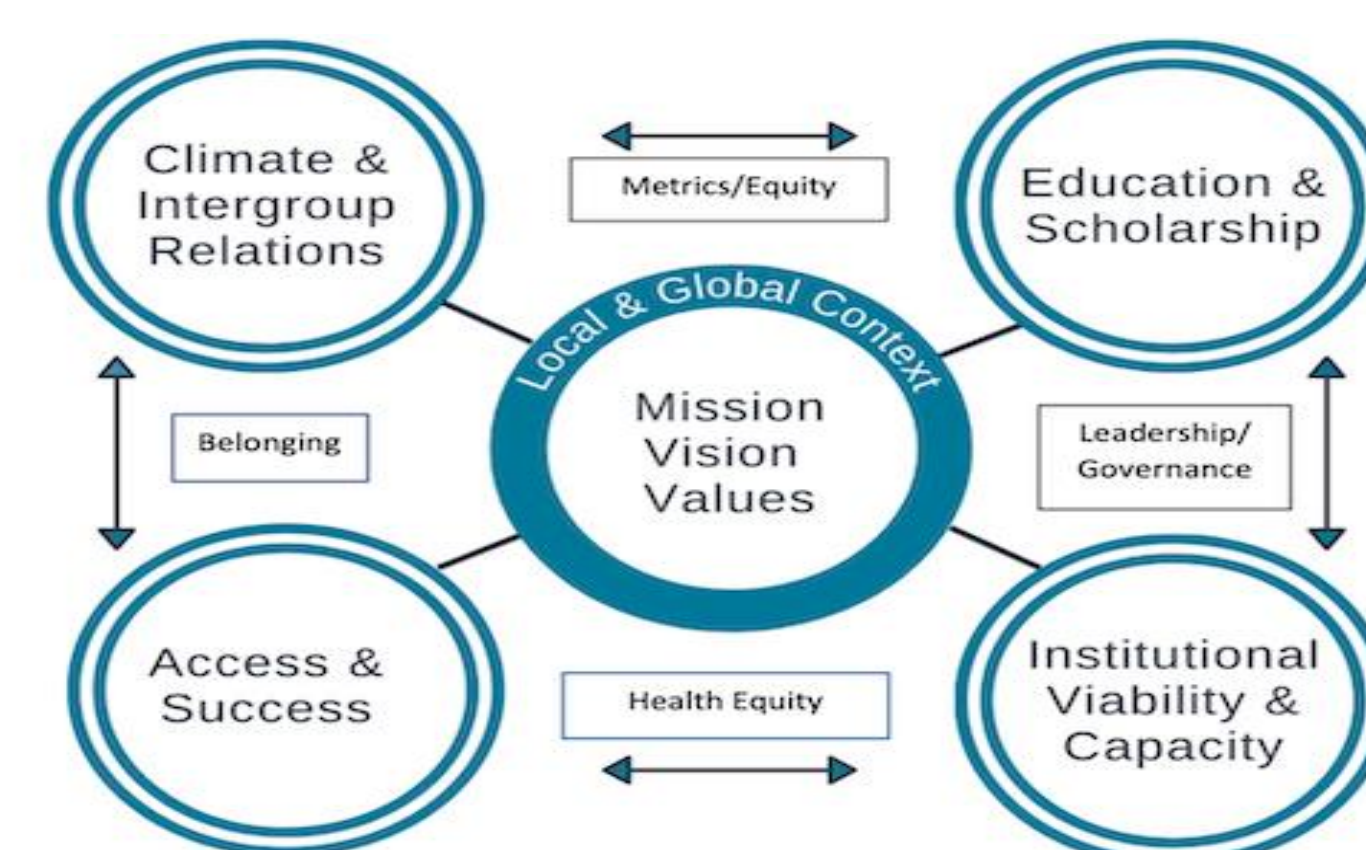 Climate &
Intergroup
Relations
Metrics/Equity
Education &
Scholarship
Local & Global Context
Mission
Vision
Values
Belonging
Leadership/
Governance
Access &
Success
Health Equity
Institutional
Viability &
Capacity